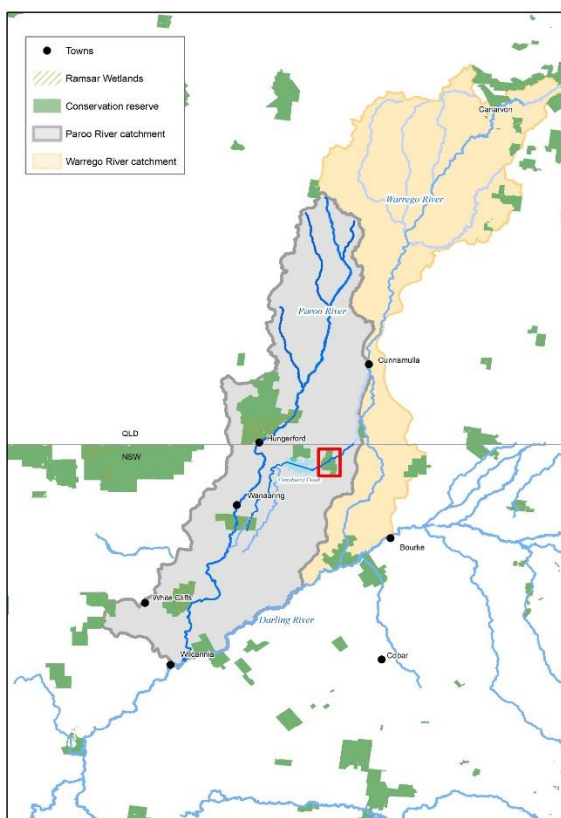 Towns
Ramsar Wetlands
Conservation reserve
Paroo River catchment
Warrego River catchment
Canarvon
Warrego River
Paroo River
Cunnamulla
QLD
Hungerford
NSW
Wanaaring
Bourke
White Cliffs
Darling River
Wilcannia
Cobar